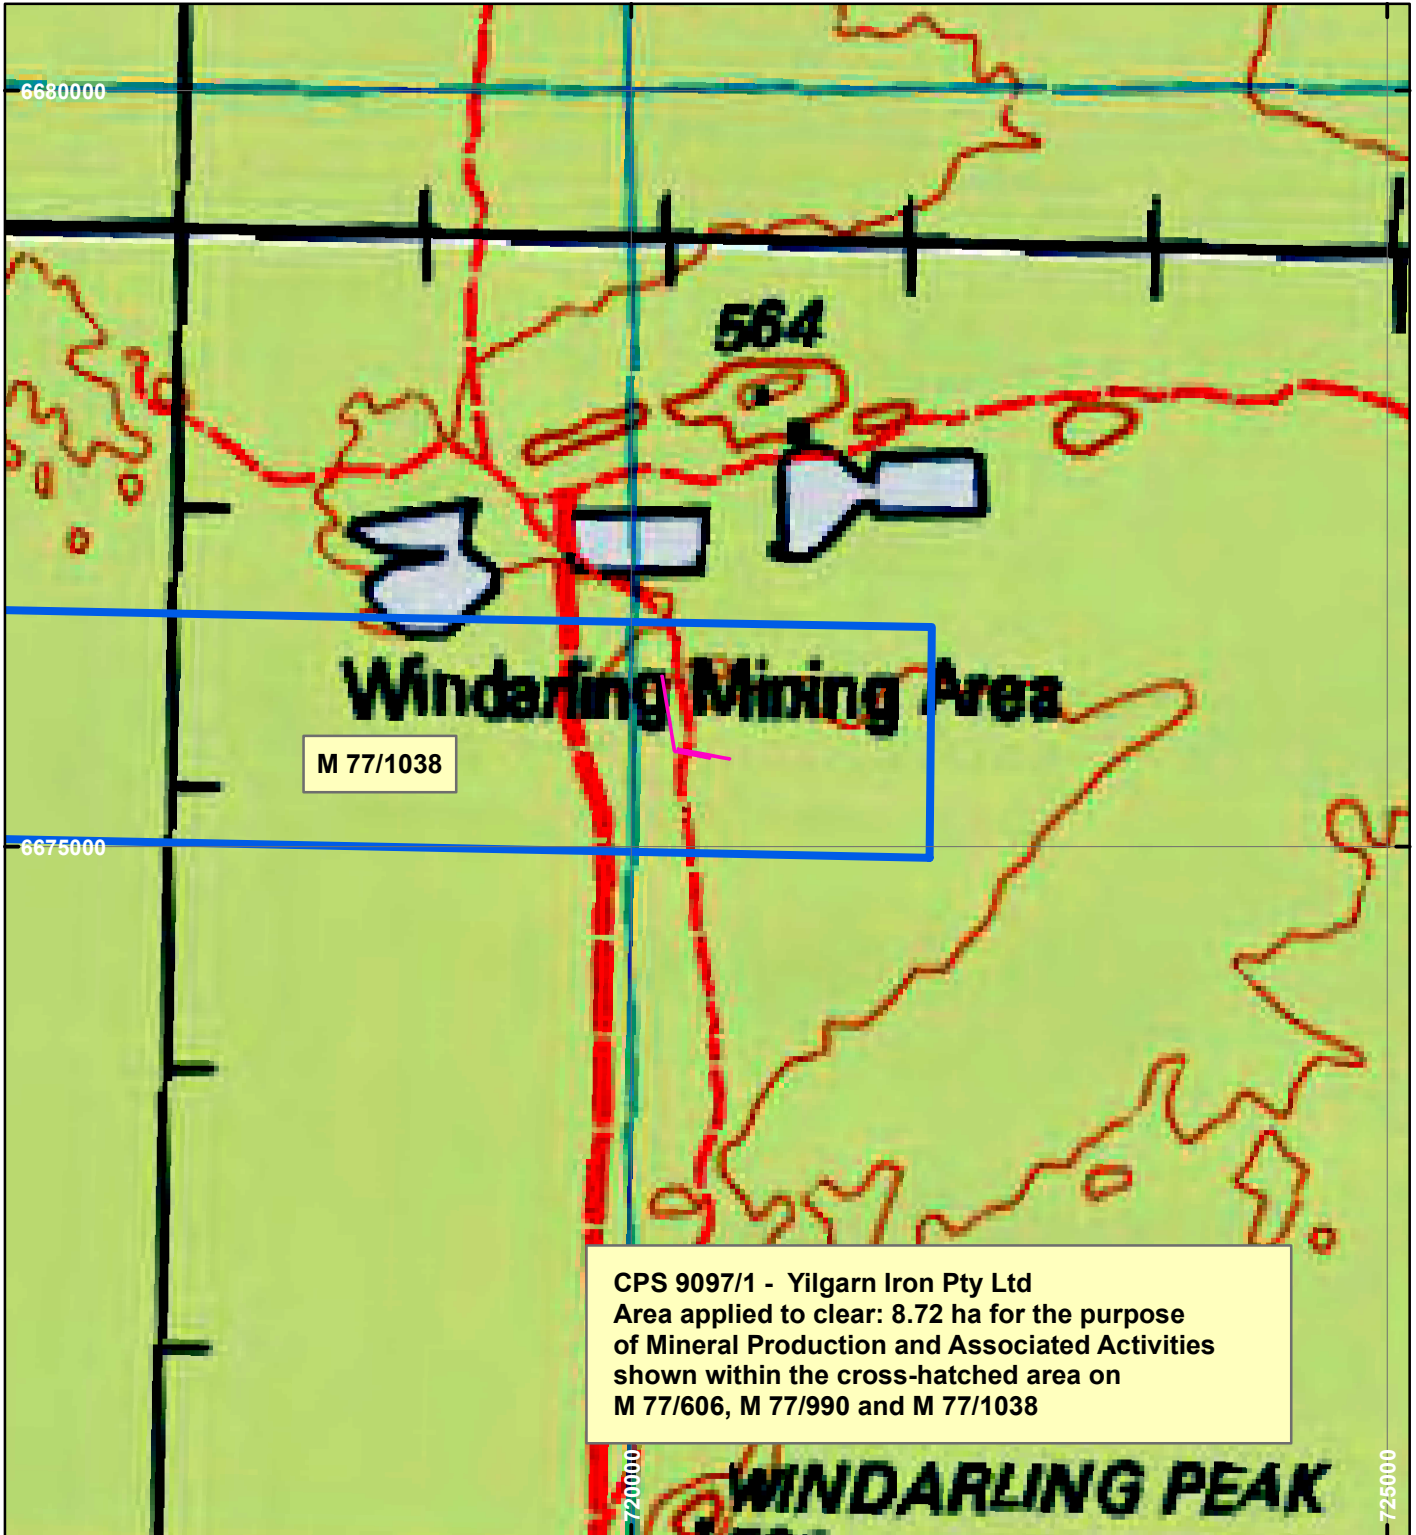 6680000
564
Windarling Mining Area
M 77/1038
6675000
CPS 9097/1 - Yilgarn Iron Pty Ltd
Area applied to clear: 8.72 ha for the purpose
of Mineral Production and Associated Activities
shown within the cross-hatched area on
M 77/606, M 77/990 and M 77/1038
720000
725000
WINDARLING PEAK